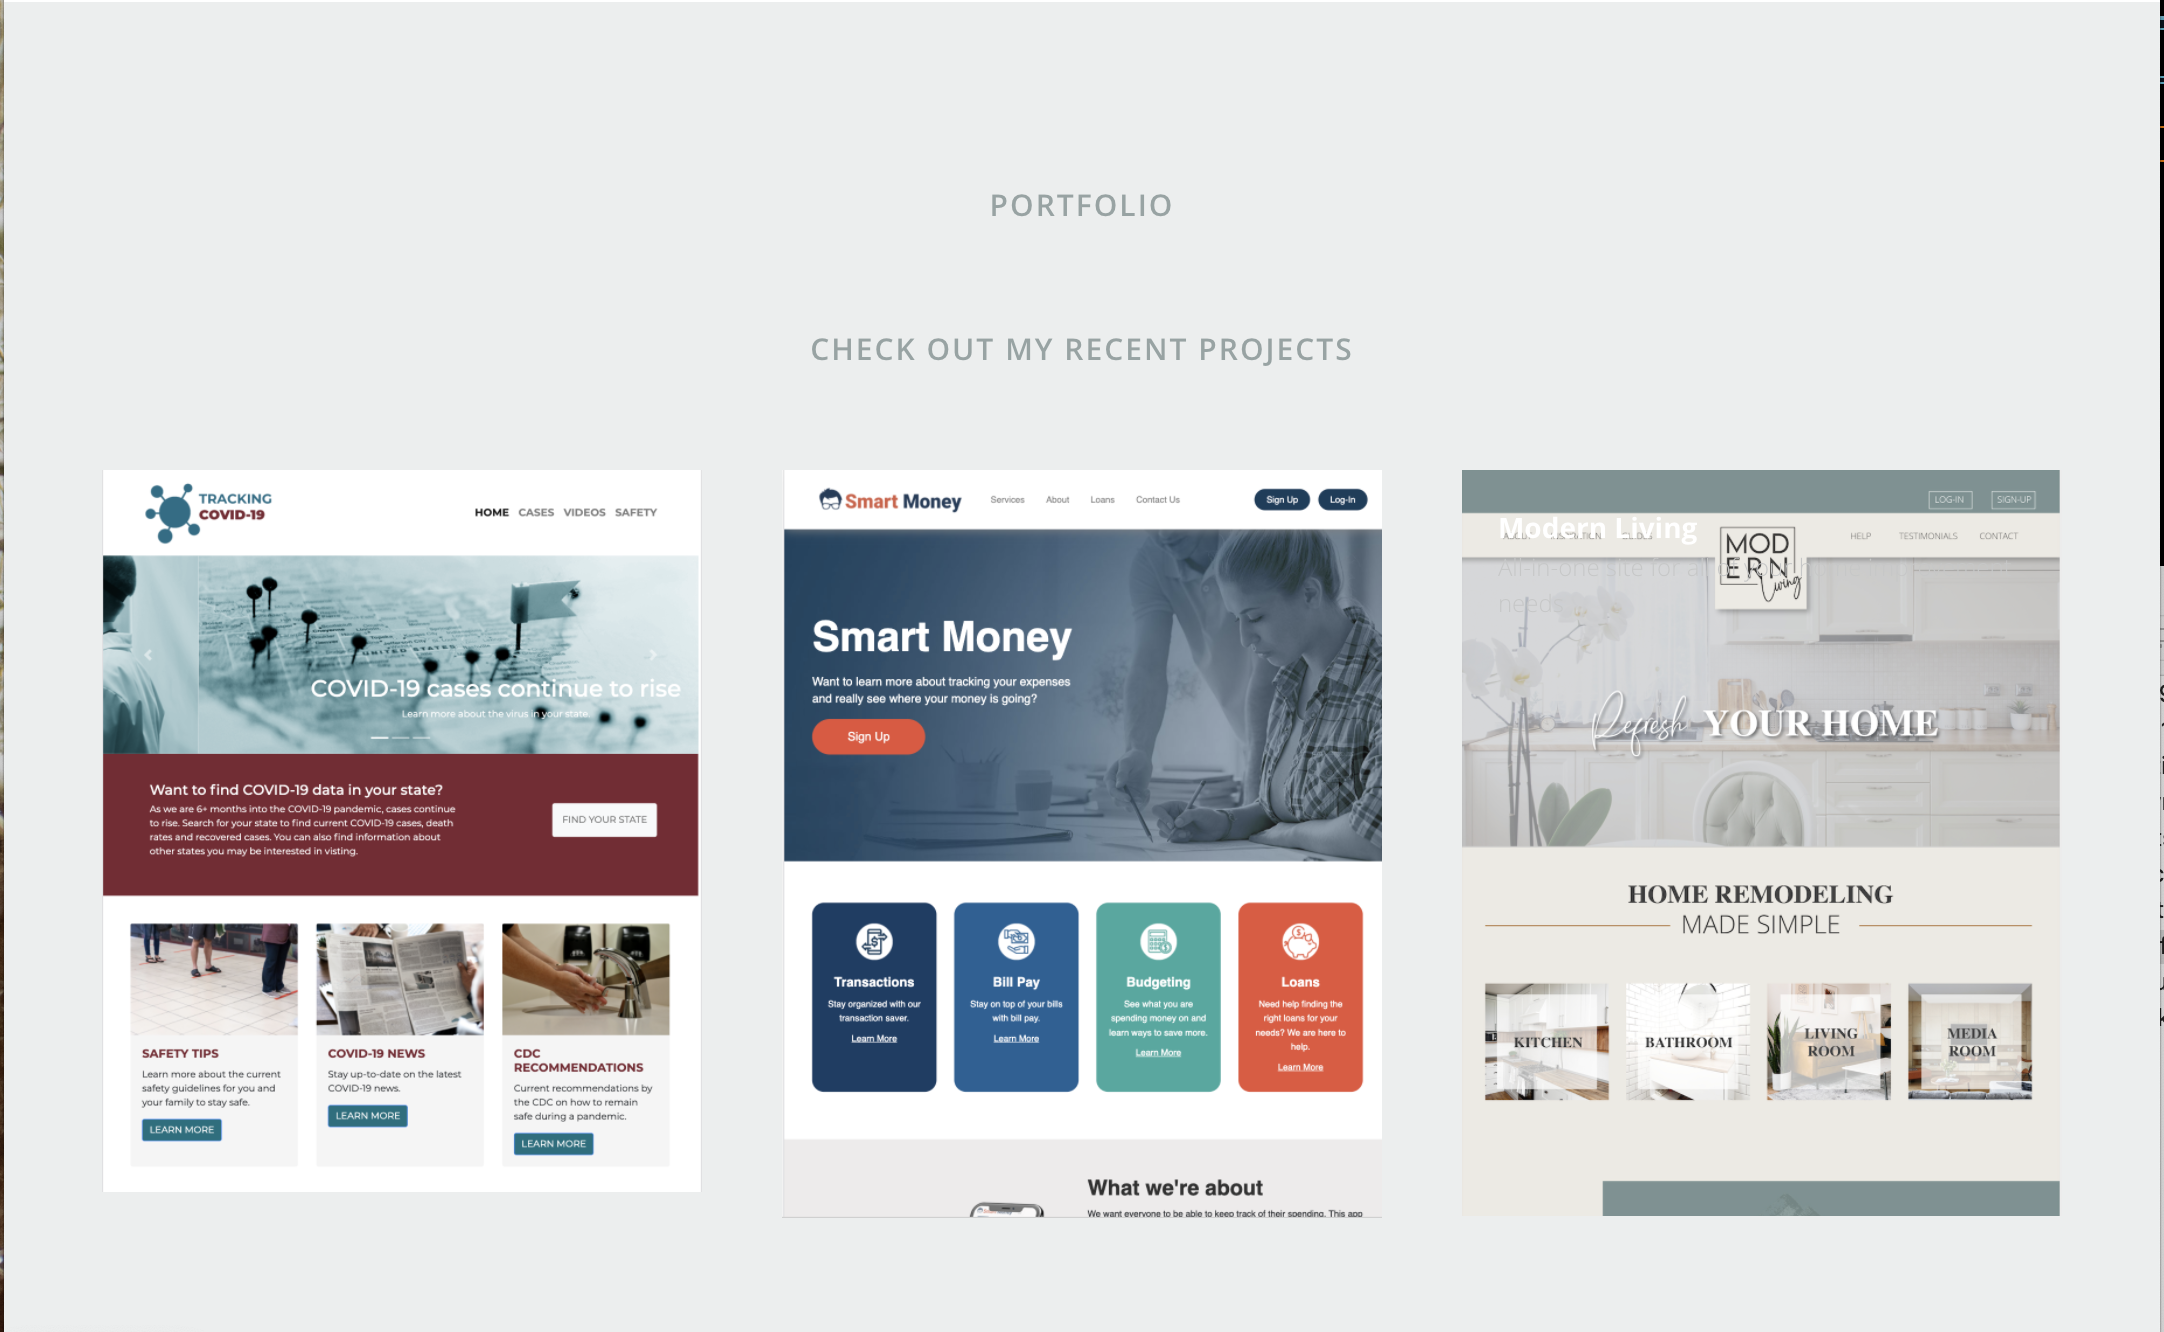 PORTFOLIO
CHECK OUT MY RECENT PROJECTS
TRACKING
COVID-19
HOME CASES VIDEOS SAFETY
UNITED STATES
COVID-19 cases continue to rise
Learn more about the virus in your state
Want to find COVID-19 data in your state?
As we are 6+ months into the COVID-19 pandemic, cases continue
to rise. Search for your state to find current COVID-19 cases, death
rates and recovered cases. You can also find information about
other states you may be interested in visting.
FIND YOUR STATE
SAFETY TIPS
Learn more about the current
safety guidelines for you and
your family to stay safe.
LEARN MORE
COVID-19 NEWS
Stay up-to-date on the latest
COVID-19 news.
LEARN MORE
CDC
RECOMMENDATIONS
Current recommendations by
the CDC on how to remain
safe during a pandemic.
LEARN MORE
Smart Money
Services About Loans Contact Us
Sign Up Log-In
Smart Money
Want to learn more about tracking your expenses
and really see where your money is going?
Sign Up
Transactions
Stay organized with our
transaction saver.
Learn More
Bill Pay
Stay on top of your bills
with bill pay.
Learn More
Budgeting
See what you are
spending money on and
learn ways to save more.
Learn More
Loans
Need help finding the
right loans for your
needs? We are here to
help.
Learn More
What we're about
We want everyone to be able to keep track of their spending. This app
LOG-IN SIGN-UP
Modern Living
HELP TESTIMONIALS CONTACT
MOD
ERN
Living
All-in-one site for all of your
needs
Refresh YOUR HOME
HOME REMODELING
MADE SIMPLE
KITCHEN
BATHROOM
LIVING
ROOM
MEDIA
ROOM